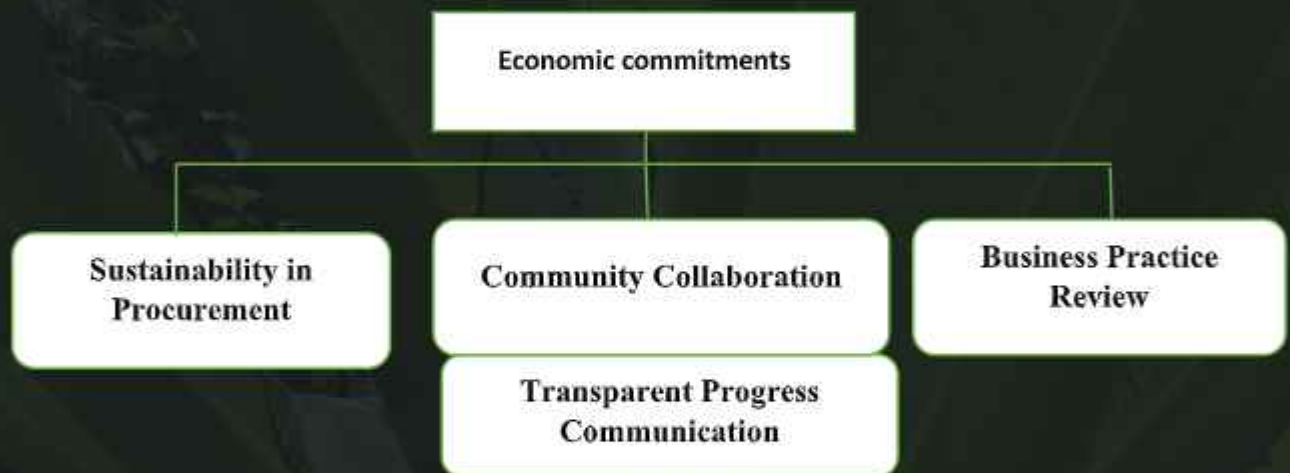 Economic commitments
Sustainability in
Procurement
Community Collaboration
Business Practice
Review
Transparent Progress
Communication